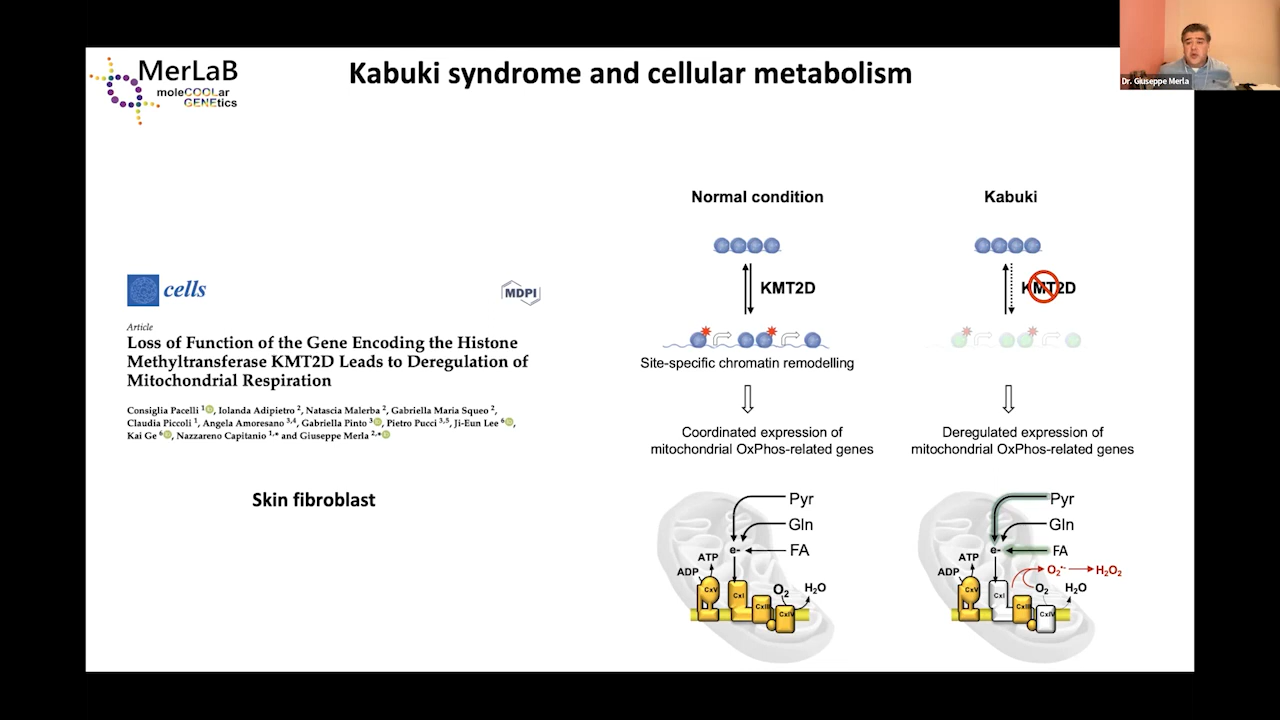 MerLaB
moleCOOLar
GENEtics
Kabuki syndrome and cellular metabolism
Dr. Giuseppe Merla
cells
MDPI
Article
Loss of Function of the Gene Encoding the Histone
Methyltransferase KMT2D Leads to Deregulation of
Mitochondrial Respiration
Consiglia Pacelli 1, Iolanda Adipietro 2, Natascia Malerba 2, Gabriella Maria Squeo 2,
Claudia Piccoli 1, Angela Amoresano 3,4, Gabriella Pinto 3, Pietro Pucci 3,5, Ji-Eun Lee 6,
Kai Ge 6, Nazzareno Capitanio 1,* and Giuseppe Merla 2,*
Skin fibroblast
Normal condition
KMT2D
Site-specific chromatin remodelling
Coordinated expression of
mitochondrial OxPhos-related genes
Pyr
Gln
e-
FA
ATP
ADP
O2
H2O
CxV
CxI
CxIII
CxIV
Kabuki
KMT2D
Deregulated expression of
mitochondrial OxPhos-related genes
Pyr
Gln
e-
FA
ATP
ADP
O2•- H2O2
O2
H2O
CxV
CxI
CxIII
CxIV